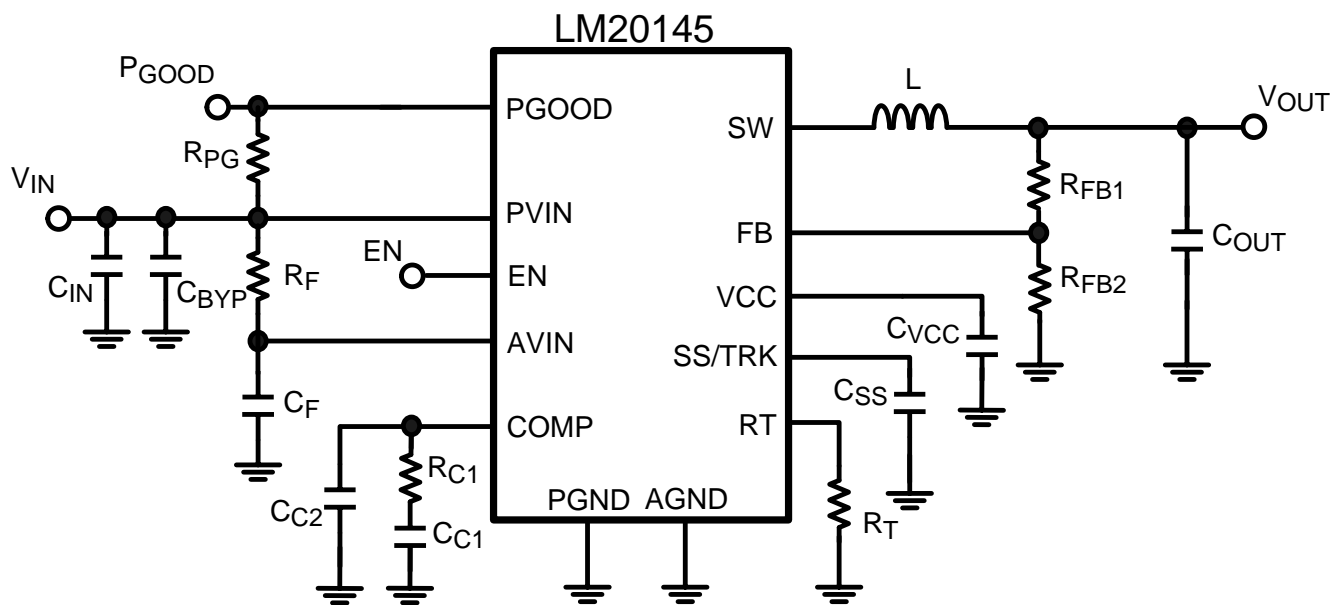 LM20145
PGOOD
PGOOD
RPG
VIN
PVIN
CIN
CBYP
RF
EN
EN
AVIN
CF
COMP
RC1
CC2
CC1
PGND
AGND
SW
L
VOUT
RFB1
FB
COUT
RFB2
VCC
CVCC
SS/TRK
CSS
RT
RT